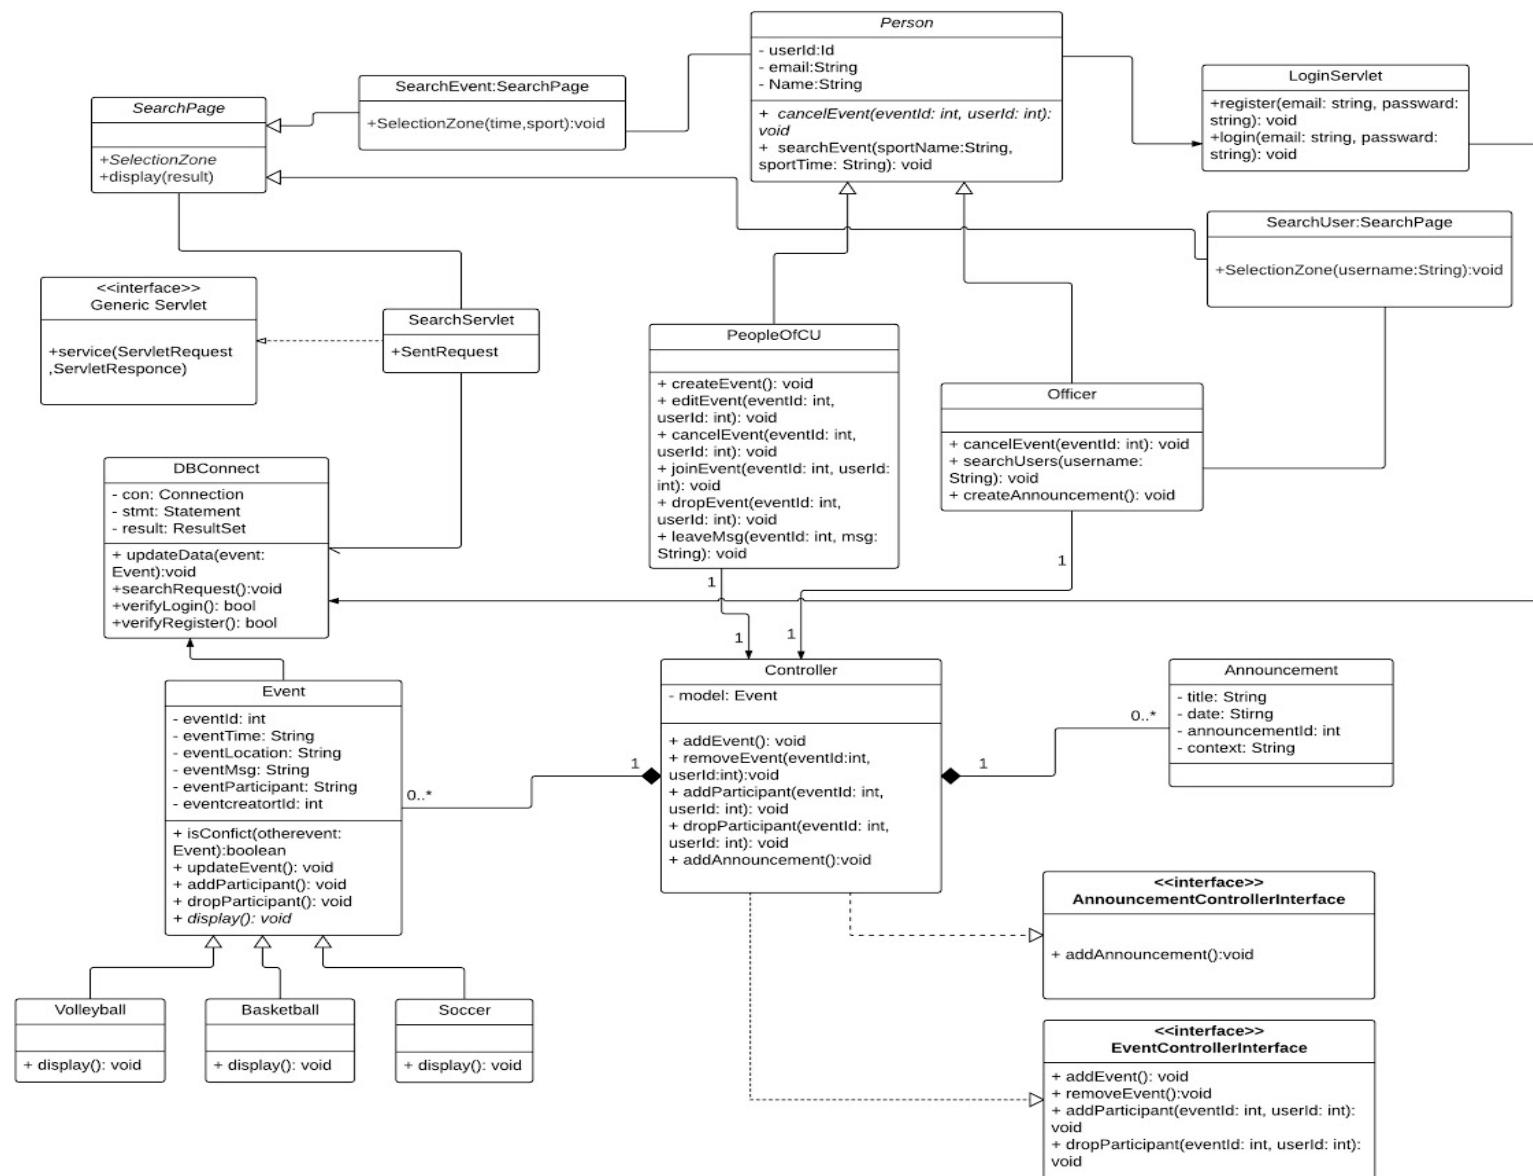 Person
- userId:Id
- email:String
- Name:String
+ cancelEvent(eventId: int, userId: int):
void
+ searchEvent(sportName:String,
sportTime: String): void
SearchEvent:SearchPage
+SelectionZone(time,sport):void
SearchPage
+SelectionZone
+display(result)
LoginServlet
+register(email: string, passward:
string): void
+login(email: string, passward:
string): void
SearchUser:SearchPage
+SelectionZone(username:String):void
<<interface>>
Generic Servlet
+service(ServletRequest
,ServletResponce)
SearchServlet
+SentRequest
PeopleOfCU
+ createEvent(): void
+ editEvent(eventId: int,
userId: int): void
+ cancelEvent(eventId: int,
userId: int): void
+ joinEvent(eventId: int, userId:
int): void
+ dropEvent(eventId: int,
userId: int): void
+ leaveMsg(eventId: int, msg:
String): void
Officer
+ cancelEvent(eventId: int): void
+ searchUsers(username:
String): void
+ createAnnouncement(): void
DBConnect
- con: Connection
- stmt: Statement
- result: ResultSet
+ updateData(event:
Event):void
+searchRequest():void
+verifyLogin(): bool
+verifyRegister(): bool
1
1
1
1
Event
- eventId: int
- eventTime: String
- eventLocation: String
- eventMsg: String
- eventParticipant: String
- eventcreatortId: int
+ isConfict(otherevent:
Event):boolean
+ updateEvent(): void
+ addParticipant(): void
+ dropParticipant(): void
+ display(): void
0..*
1
Controller
- model: Event
+ addEvent(): void
+ removeEvent(eventId:int,
userId:int):void
+ addParticipant(eventId: int,
userId: int): void
+ dropParticipant(eventId: int,
userId: int): void
+ addAnnouncement():void
1
0..*
Announcement
- title: String
- date: Stirng
- announcementId: int
- context: String
<<interface>>
AnnouncementControllerInterface
+ addAnnouncement():void
Volleyball
+ display(): void
Basketball
+ display(): void
Soccer
+ display(): void
<<interface>>
EventControllerInterface
+ addEvent(): void
+ removeEvent():void
+ addParticipant(eventId: int, userId: int):
void
+ dropParticipant(eventId: int, userId: int):
void